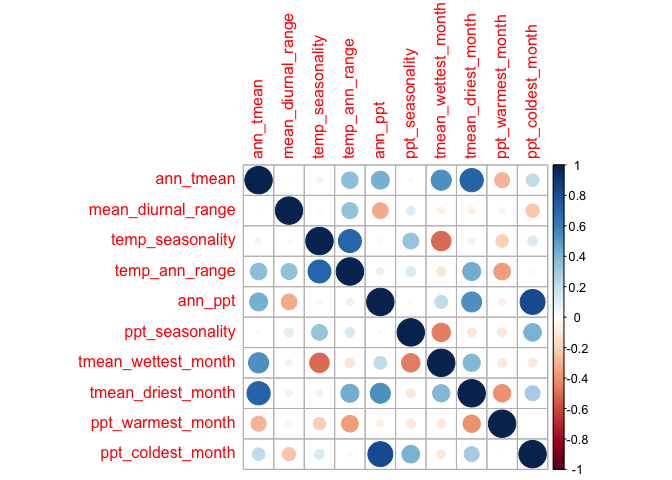 ann_tmean
mean_diurnal_range
temp_seasonality
temp_ann_range
ann_ppt
ppt_seasonality
tmean_wettest_month
tmean_driest_month
ppt_warmest_month
ppt_coldest_month
ann_tmean
mean_diurnal_range
temp_seasonality
temp_ann_range
ann_ppt
ppt_seasonality
tmean_wettest_month
tmean_driest_month
ppt_warmest_month
ppt_coldest_month
1
0.8
0.6
0.4
0.2
0
-0.2
-0.4
-0.6
-0.8
-1